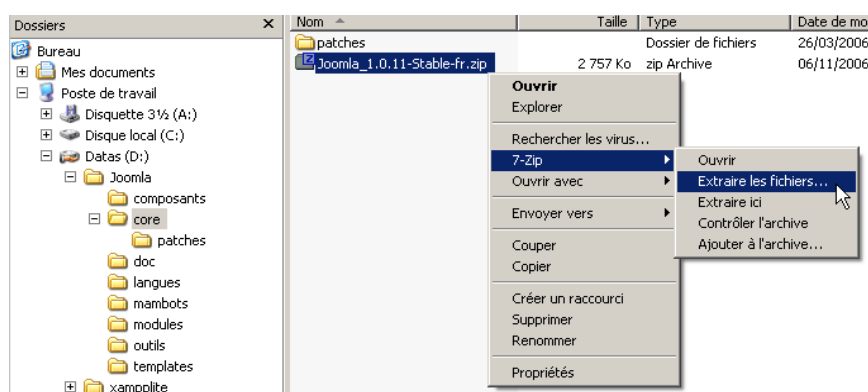 Dossiers
Bureau
Mes documents
Poste de travail
Disquette 3½ (A:)
Disque local (C:)
Datas (D:)
Joomla
composants
core
patches
doc
langues
mambots
modules
outils
templates
xampplite
Nom Taille Type Date de mo
patches Dossier de fichiers 26/03/2006
Joomla_1.0.11-Stable-fr.zip 2 757 Ko zip Archive 06/11/2006
Ouvrir
Explorer
Rechercher les virus...
7-Zip
Ouvrir avec
Envoyer vers
Couper
Copier
Créer un raccourci
Supprimer
Renommer
Propriétés
Ouvrir
Extraire les fichiers...
Extraire ici
Contrôler l'archive
Ajouter à l'archive...